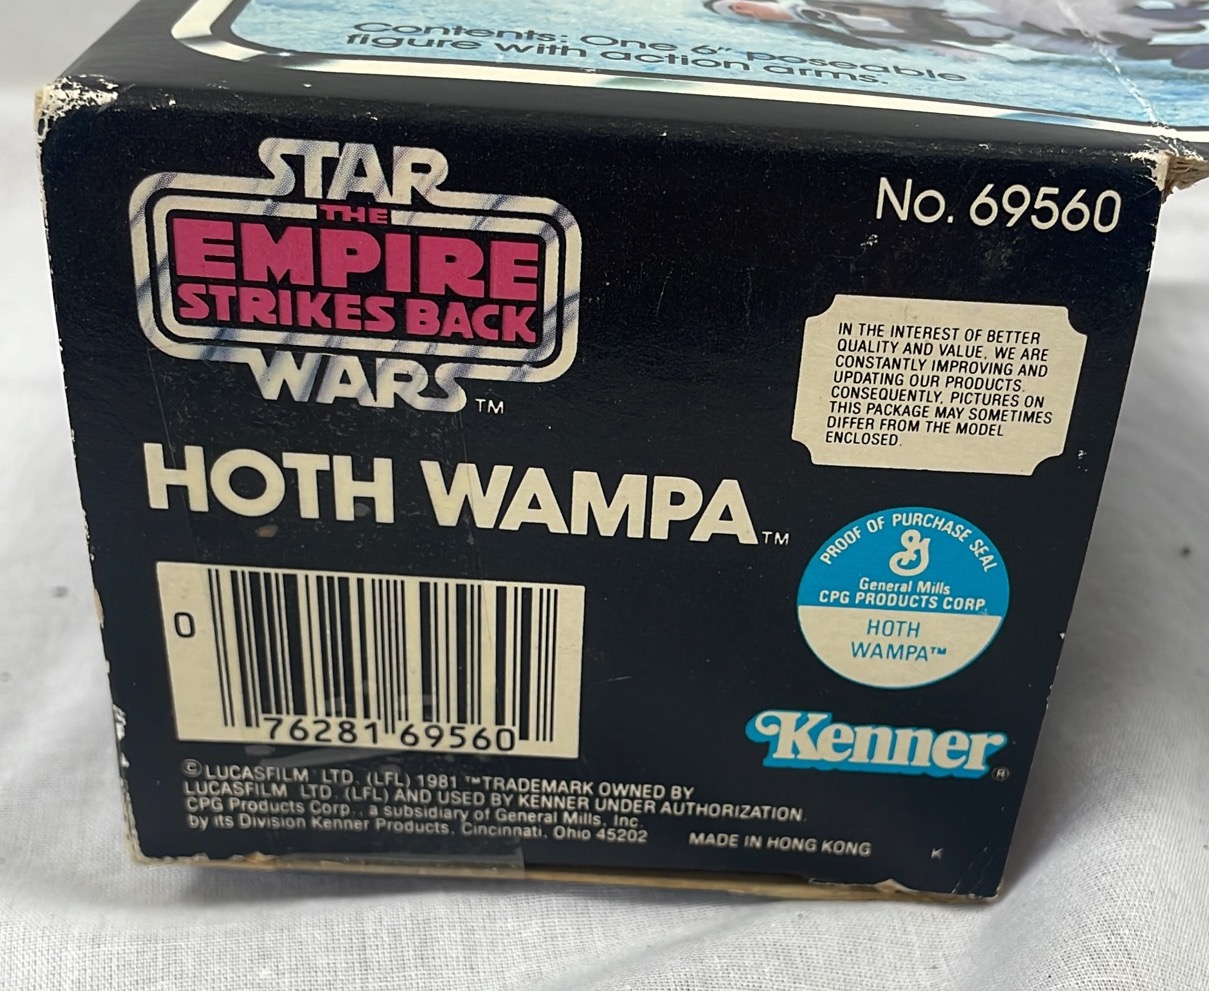 Contents: One 6" poseable
figure with action arms.
STAR
THE
EMPIRE
STRIKES BACK
WARS TM
No. 69560
IN THE INTEREST OF BETTER
QUALITY AND VALUE, WE ARE
CONSTANTLY IMPROVING AND
UPDATING OUR PRODUCTS.
CONSEQUENTLY, PICTURES ON
THIS PACKAGE MAY SOMETIMES
DIFFER FROM THE MODEL
ENCLOSED.
HOTH WAMPA TM
PROOF OF PURCHASE SEAL
General Mills
CPG PRODUCTS CORP.
HOTH
WAMPA™
0
76281 69560
Kenner ®
© LUCASFILM LTD. (LFL) 1981 ™TRADEMARK OWNED BY
LUCASFILM LTD. (LFL) AND USED BY KENNER UNDER AUTHORIZATION.
CPG Products Corp., a subsidiary of General Mills, Inc.
by its Division Kenner Products, Cincinnati, Ohio 45202
MADE IN HONG KONG
K